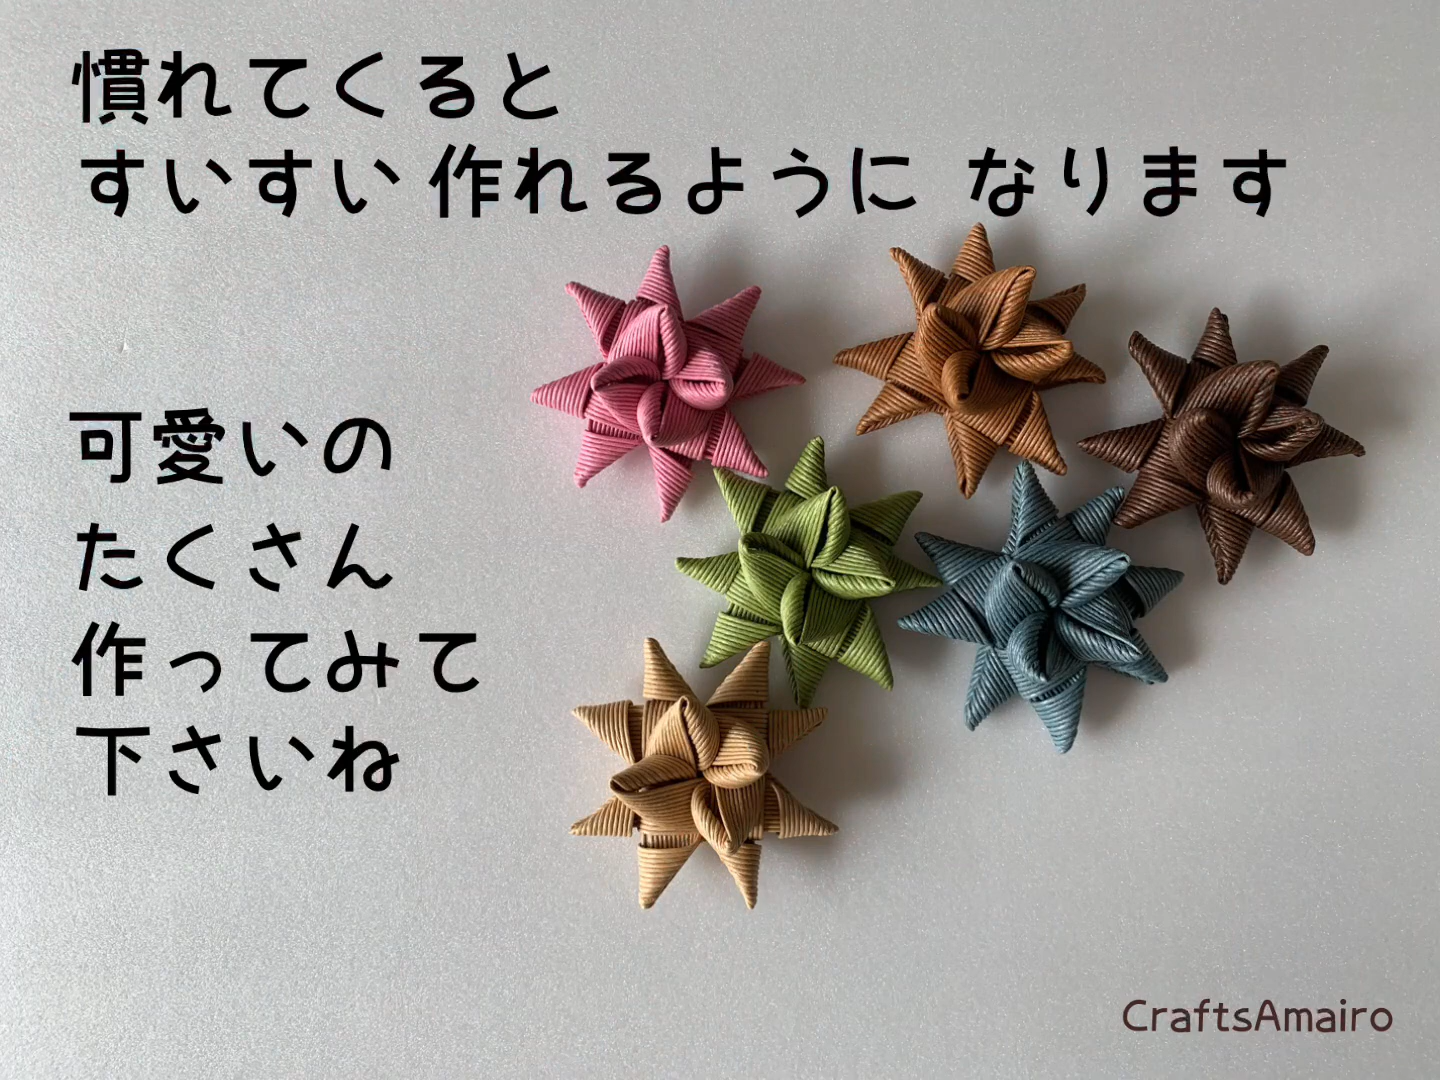 慣れてくると
すいすい 作れるように なります
可愛いの
たくさん
作ってみて
下さいね
CraftsAmairo